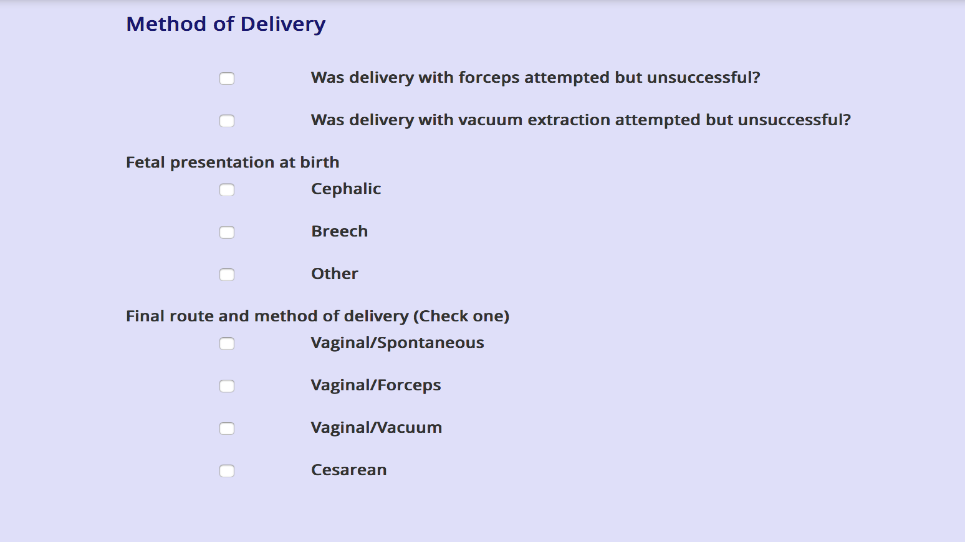 Method of Delivery
Was delivery with forceps attempted but unsuccessful?
Was delivery with vacuum extraction attempted but unsuccessful?
Fetal presentation at birth
Cephalic
Breech
Other
Final route and method of delivery (Check one)
Vaginal/Spontaneous
Vaginal/Forceps
Vaginal/Vacuum
Cesarean